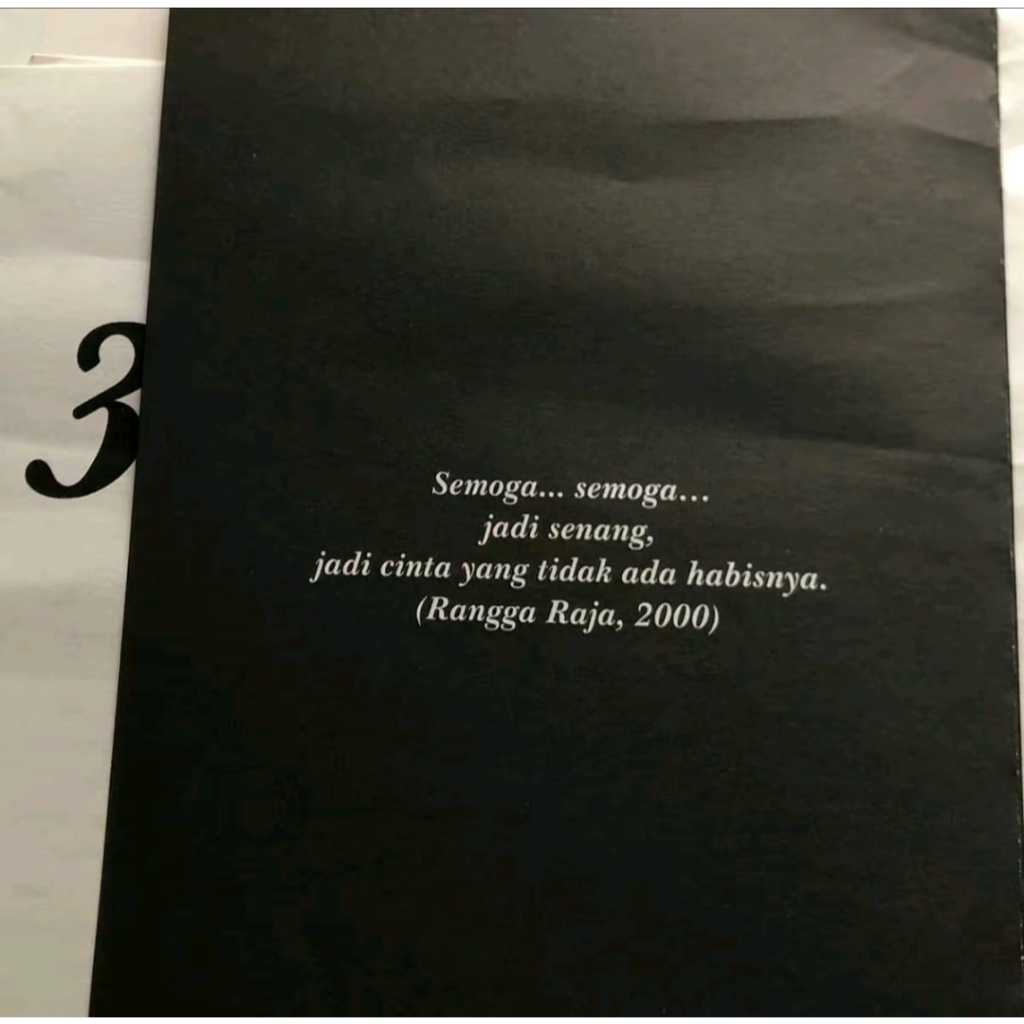 3
Semoga... semoga...
jadi senang,
jadi cinta yang tidak ada habisnya.
(Rangga Raja, 2000)